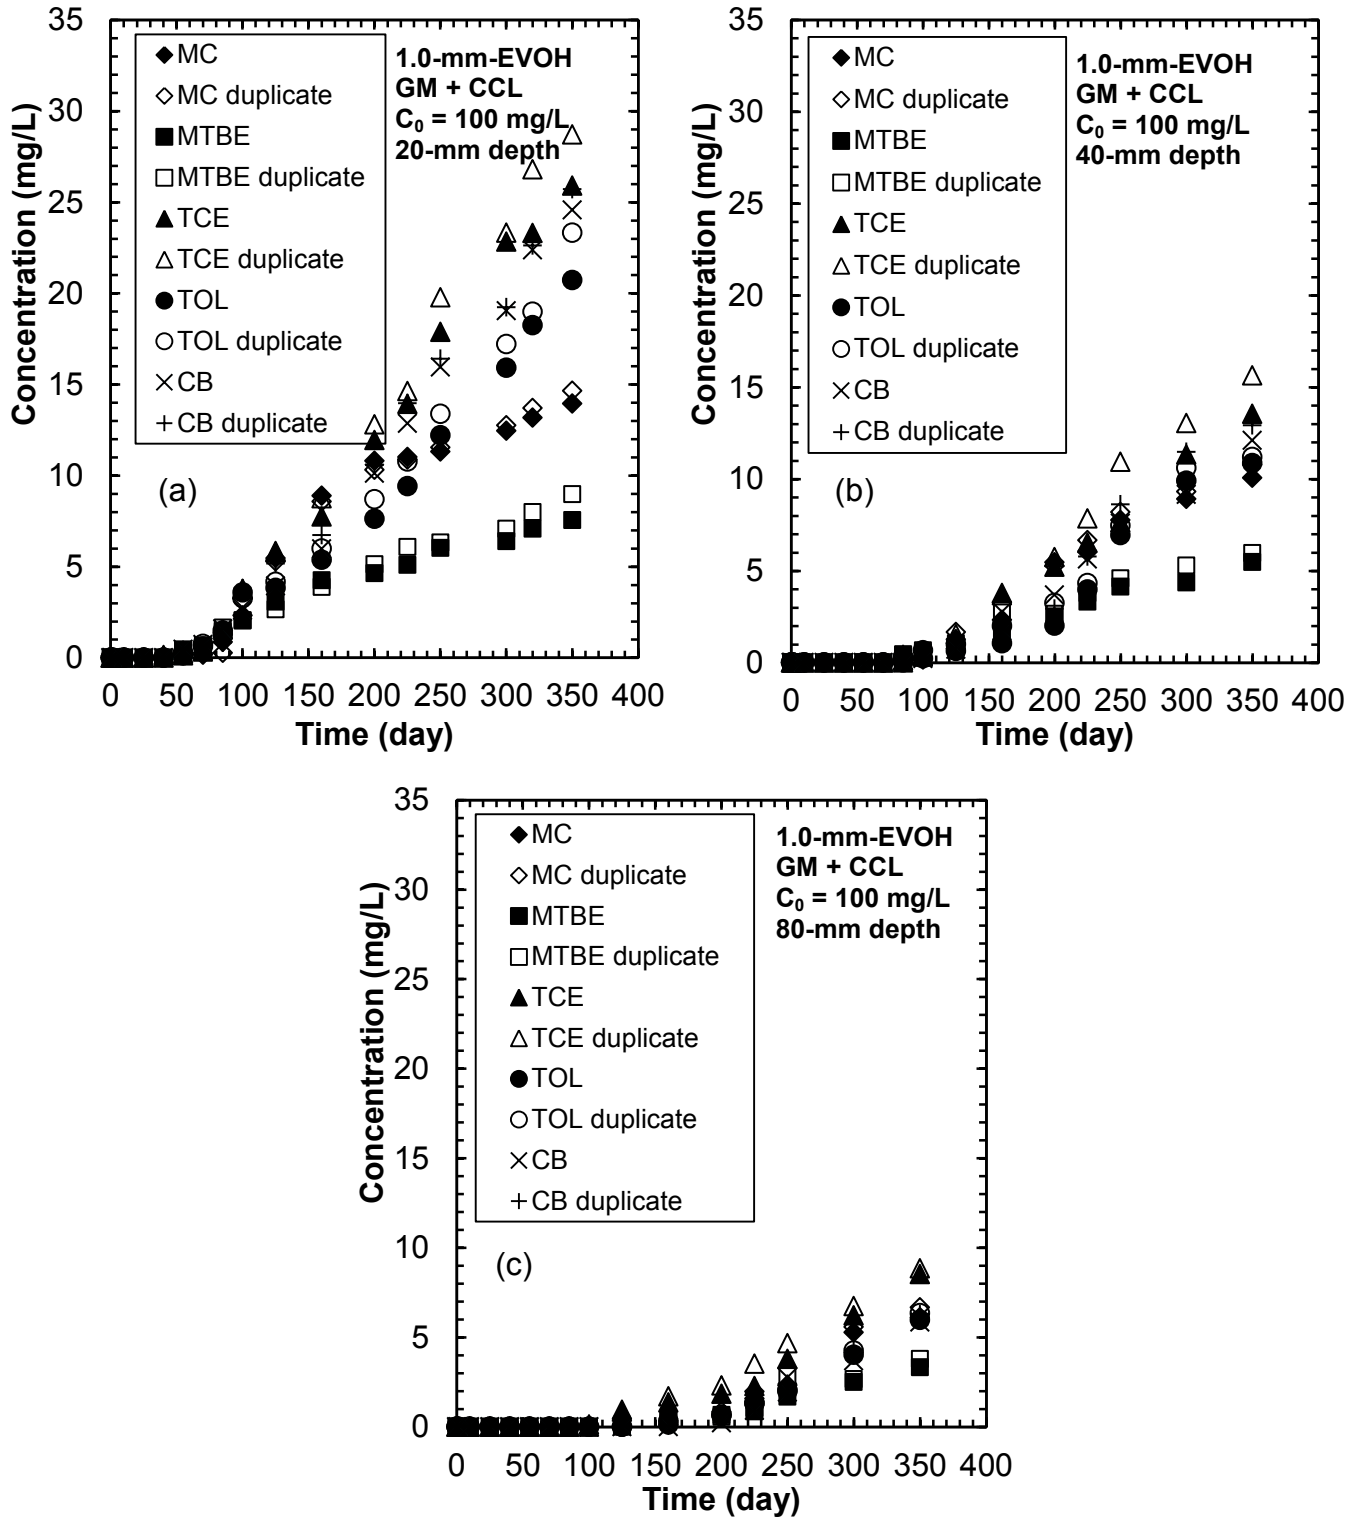 Concentration (mg/L)
35
30
25
20
15
10
5
0
MC
MC duplicate
MTBE
MTBE duplicate
TCE
TCE duplicate
TOL
TOL duplicate
CB
CB duplicate
1.0-mm-EVOH
GM + CCL
C₀ = 100 mg/L
20-mm depth
(a)
0 50 100 150 200 250 300 350 400
Time (day)
Concentration (mg/L)
35
30
25
20
15
10
5
0
MC
MC duplicate
MTBE
MTBE duplicate
TCE
TCE duplicate
TOL
TOL duplicate
CB
CB duplicate
1.0-mm-EVOH
GM + CCL
C₀ = 100 mg/L
40-mm depth
(b)
0 50 100 150 200 250 300 350 400
Time (day)
Concentration (mg/L)
35
30
25
20
15
10
5
0
MC
MC duplicate
MTBE
MTBE duplicate
TCE
TCE duplicate
TOL
TOL duplicate
CB
CB duplicate
1.0-mm-EVOH
GM + CCL
C₀ = 100 mg/L
80-mm depth
(c)
0 50 100 150 200 250 300 350 400
Time (day)